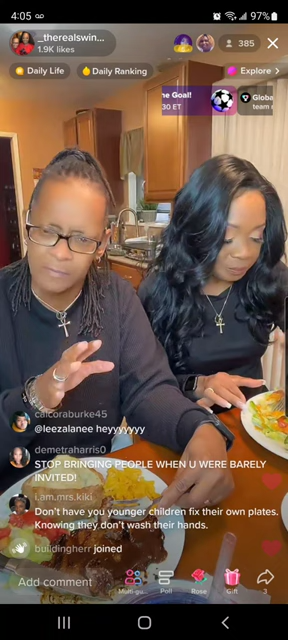 4:05
97%
_therealswin...
1.9K likes
385
Daily Life
Daily Ranking
Explore >
ne Goal!
30 ET
Globa
team
calcoraburke45
@leezalanee heyyyyyyy
demetraharris0
STOP BRINGING PEOPLE WHEN U WERE BARELY
INVITED!
i.am.mrs.kiki
Don't have you younger children fix their own plates.
Knowing they don't wash their hands.
buildingherr joined
Add comment
Multi-gu...
Poll
Rose
Gift
3